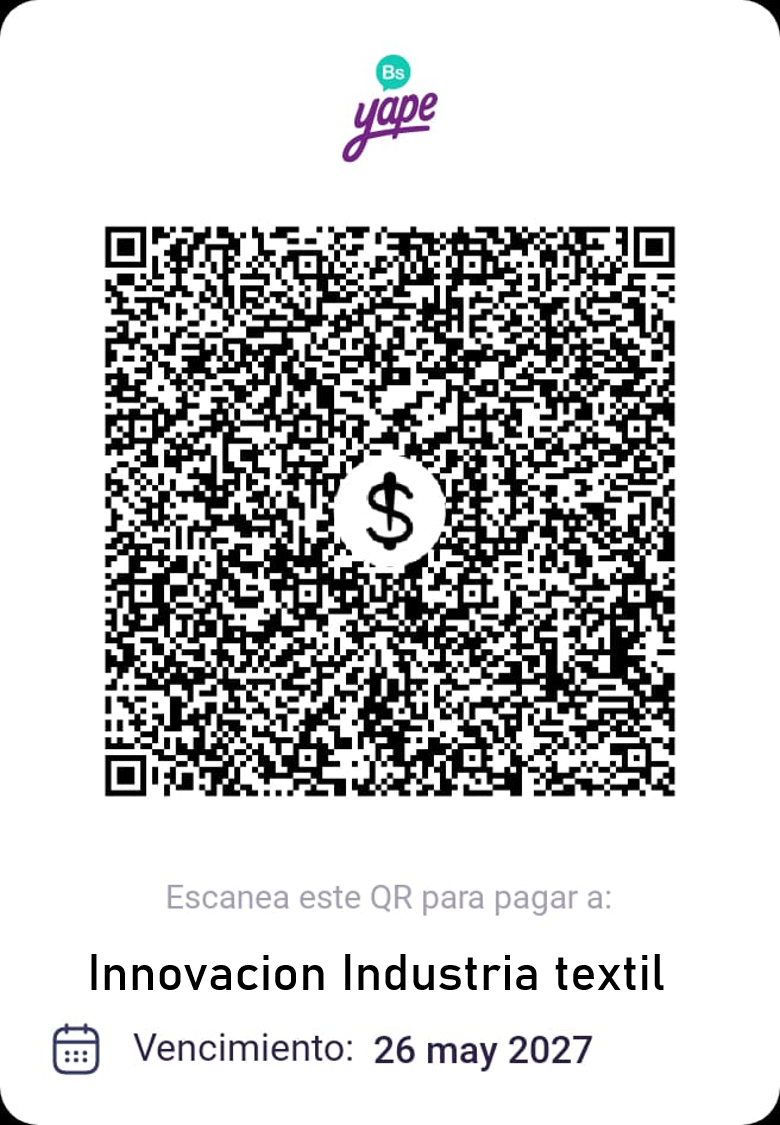 Bs
yape
$
Escanea este QR para pagar a:
Innovacion Industria textil
Vencimiento: 26 may 2027